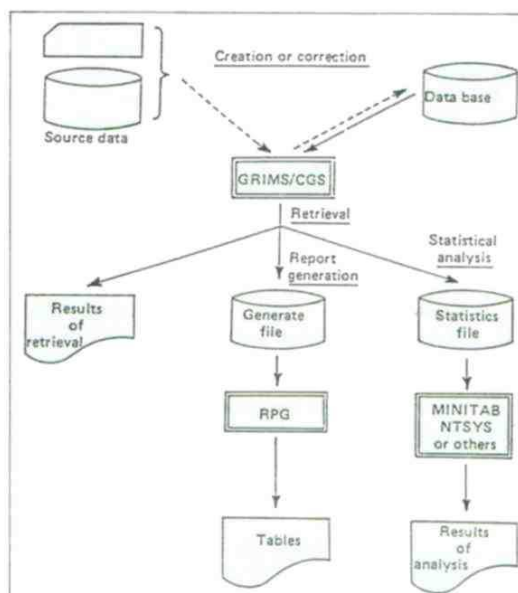 Creation or correction
Source data
Data base
GRIMS/CGS
Retrieval
Report
generation
Statistical
analysis
Results
of
retrieval
Generate
file
Statistics
file
RPG
MINITAB
NTSYS
or others
Tables
Results
of
analysis